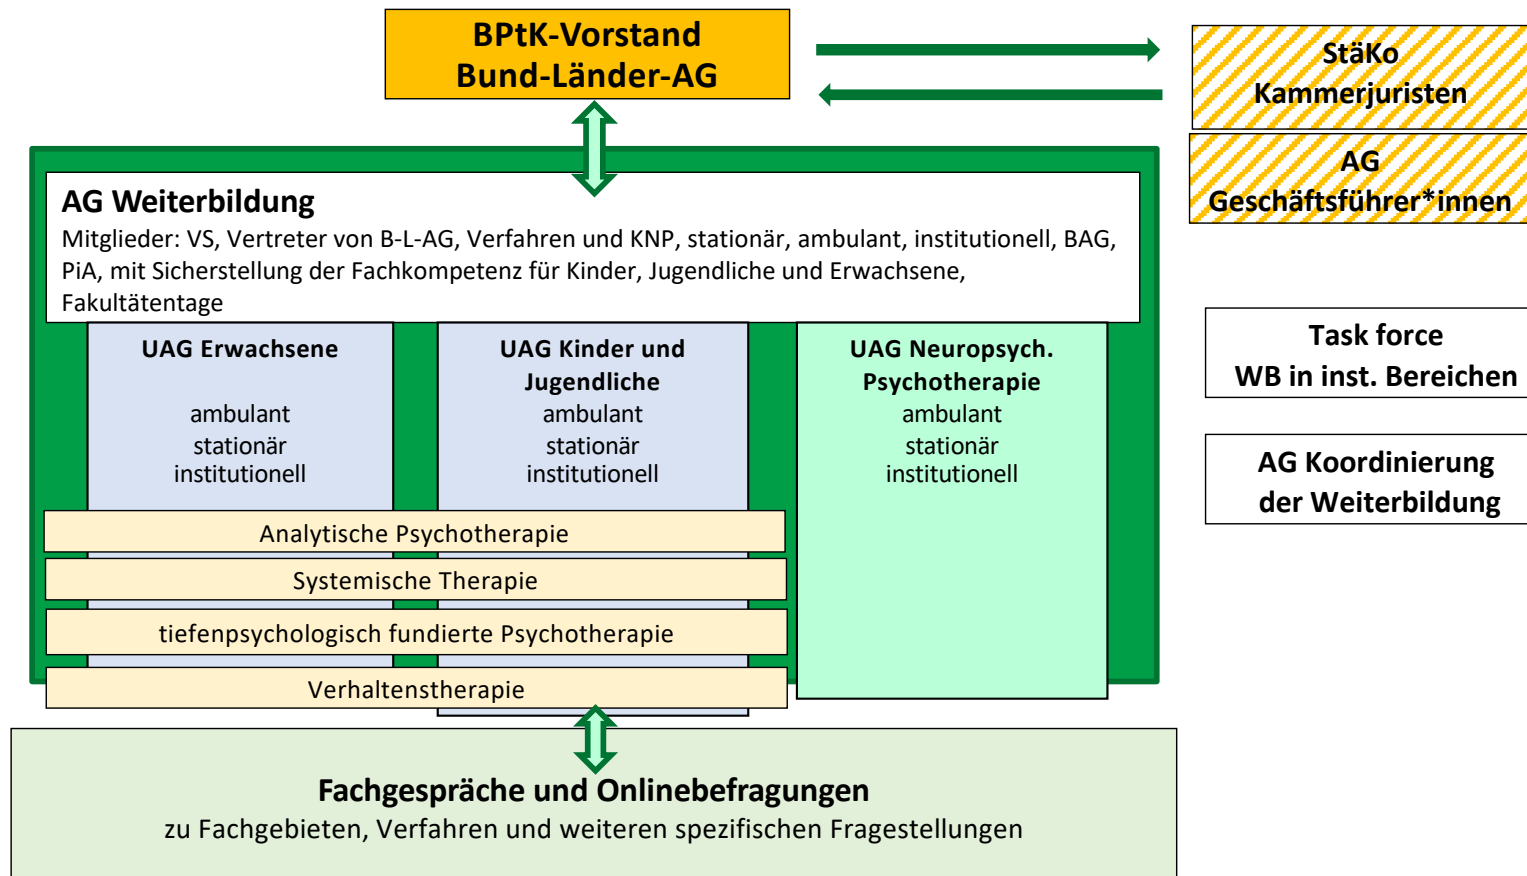 BPtK-Vorstand
Bund-Länder-AG
StäKo
Kammerjuristen
AG
Geschäftsführer*innen
AG Weiterbildung
Mitglieder: VS, Vertreter von B-L-AG, Verfahren und KNP, stationär, ambulant, institutionell, BAG,
PiA, mit Sicherstellung der Fachkompetenz für Kinder, Jugendliche und Erwachsene,
Fakultätentage
UAG Erwachsene
ambulant
stationär
institutionell
UAG Kinder und
Jugendliche
ambulant
stationär
institutionell
UAG Neuropsych.
Psychotherapie
ambulant
stationär
institutionell
Task force
WB in inst. Bereichen
AG Koordinierung
der Weiterbildung
Analytische Psychotherapie
Systemische Therapie
tiefenpsychologisch fundierte Psychotherapie
Verhaltenstherapie
Fachgespräche und Onlinebefragungen
zu Fachgebieten, Verfahren und weiteren spezifischen Fragestellungen